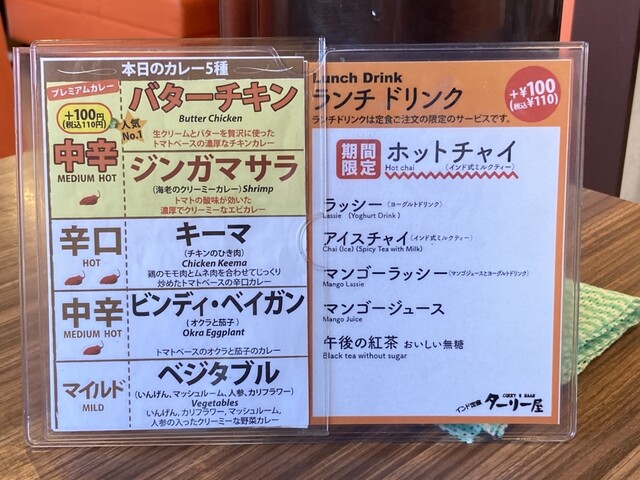 本日のカレー5種
プレミアムカレー
+100円
(税込110円)
人気
No.1
バターチキン
Butter Chicken
生クリームとバターを贅沢に使った
トマトベースの濃厚なチキンカレー
中辛
MEDIUM HOT
ジンガマサラ
(海老のクリーミーカレー) Shrimp
トマトの酸味が効いた
濃厚でクリーミーなエビカレー
辛口
HOT
キーマ
(チキンのひき肉)
Chicken Keema
鶏のモモ肉とムネ肉を合わせてじっくり
炒めたトマトベースの辛口カレー
中辛
MEDIUM HOT
ビンディ・ベイガン
(オクラと茄子)
Okra Eggplant
トマトベースのオクラと茄子のカレー
マイルド
MILD
ベジタブル
(いんげん、マッシュルーム、人参、カリフラワー)
Vegetables
いんげん、カリフラワー、マッシュルーム、
人参の入ったクリーミーな野菜カレー
Lunch Drink
ランチ ドリンク
ランチドリンクは定食ご注文の限定のサービスです。
+¥100
(税込¥110)
期間
限定
ホットチャイ
Hot chai (インド式ミルクティー)
ラッシー(ヨーグルトドリンク)
Lassie (Yoghurt Drink)
アイスチャイ(インド式ミルクティー)
Chai (Ice) (Spicy Tea with Milk)
マンゴーラッシー(マンゴジュースとヨーグルトドリンク)
Mango Lassie
マンゴージュース
Mango Juice
午後の紅茶 おいしい無糖
Black tea without sugar
CURRY & NAAN
インド定食 ターリー屋